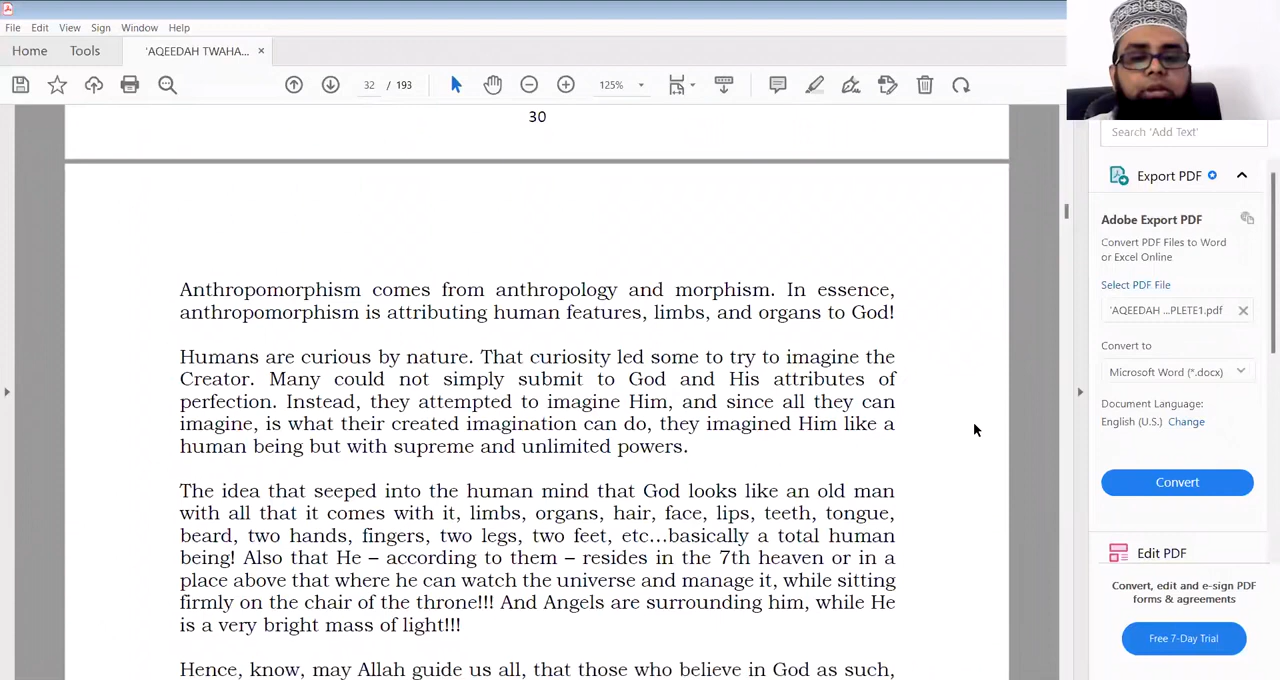 File Edit View Sign Window Help
Home Tools 'AQEEDAH TWAHA... ×
32 / 193 125%
30
Anthropomorphism comes from anthropology and morphism. In essence,
anthropomorphism is attributing human features, limbs, and organs to God!
Humans are curious by nature. That curiosity led some to try to imagine the
Creator. Many could not simply submit to God and His attributes of
perfection. Instead, they attempted to imagine Him, and since all they can
imagine, is what their created imagination can do, they imagined Him like a
human being but with supreme and unlimited powers.
The idea that seeped into the human mind that God looks like an old man
with all that it comes with it, limbs, organs, hair, face, lips, teeth, tongue,
beard, two hands, fingers, two legs, two feet, etc...basically a total human
being! Also that He – according to them – resides in the 7th heaven or in a
place above that where he can watch the universe and manage it, while sitting
firmly on the chair of the throne!!! And Angels are surrounding him, while He
is a very bright mass of light!!!
Hence, know, may Allah guide us all, that those who believe in God as such,
Search 'Add Text'
Export PDF
Adobe Export PDF
Convert PDF Files to Word
or Excel Online
Select PDF File
'AQEEDAH ...PLETE1.pdf
Convert to
Microsoft Word (*.docx)
Document Language:
English (U.S.) Change
Convert
Edit PDF
Convert, edit and e-sign PDF
forms & agreements
Free 7-Day Trial